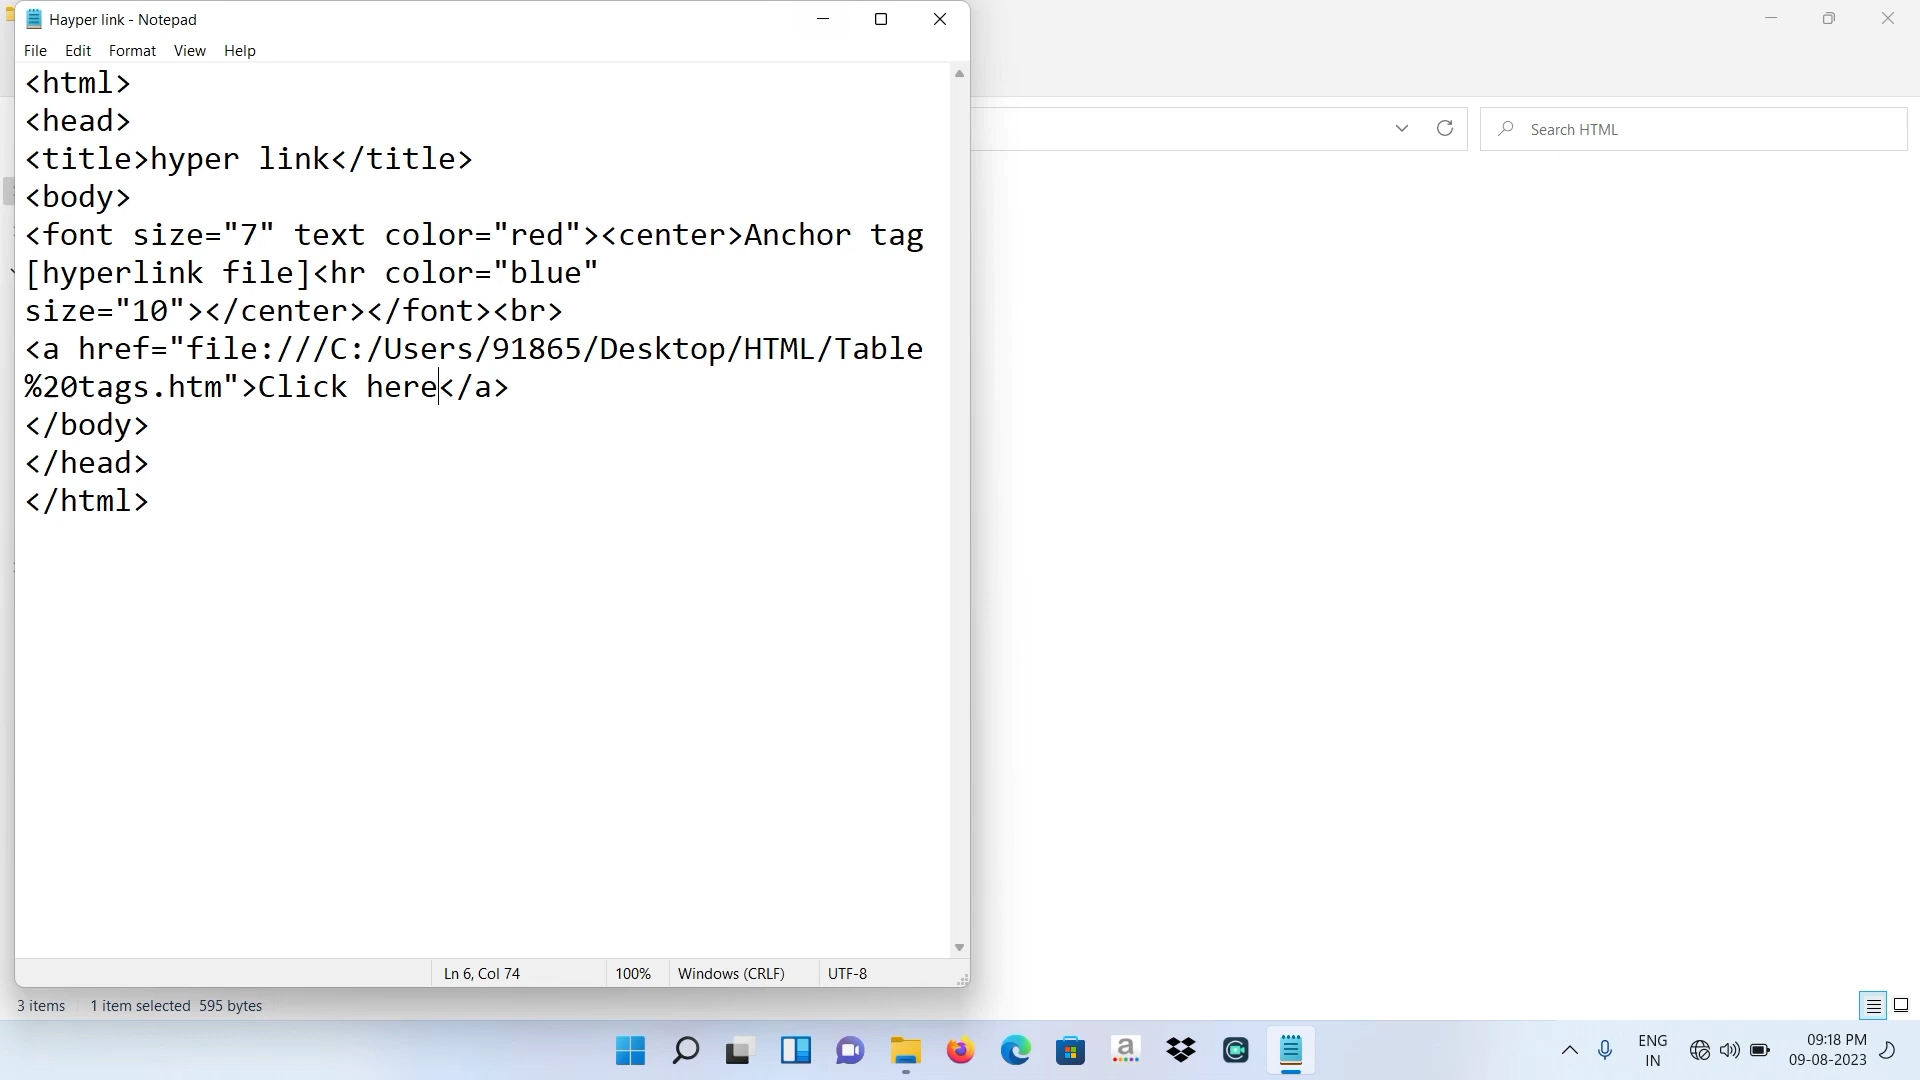 Hayper link - Notepad
File Edit Format View Help
<html>
<head>
<title>hyper link</title>
<body>
<font size="7" text color="red"><center>Anchor tag
[hyperlink file]<hr color="blue"
size="10"></center></font><br>
<a href="file:///C:/Users/91865/Desktop/HTML/Table
%20tags.htm">Click here</a>
</body>
</head>
</html>
Search HTML
Ln 6, Col 74 100% Windows (CRLF) UTF-8
3 items 1 item selected 595 bytes
a
ENG
IN
09:18 PM
09-08-2023